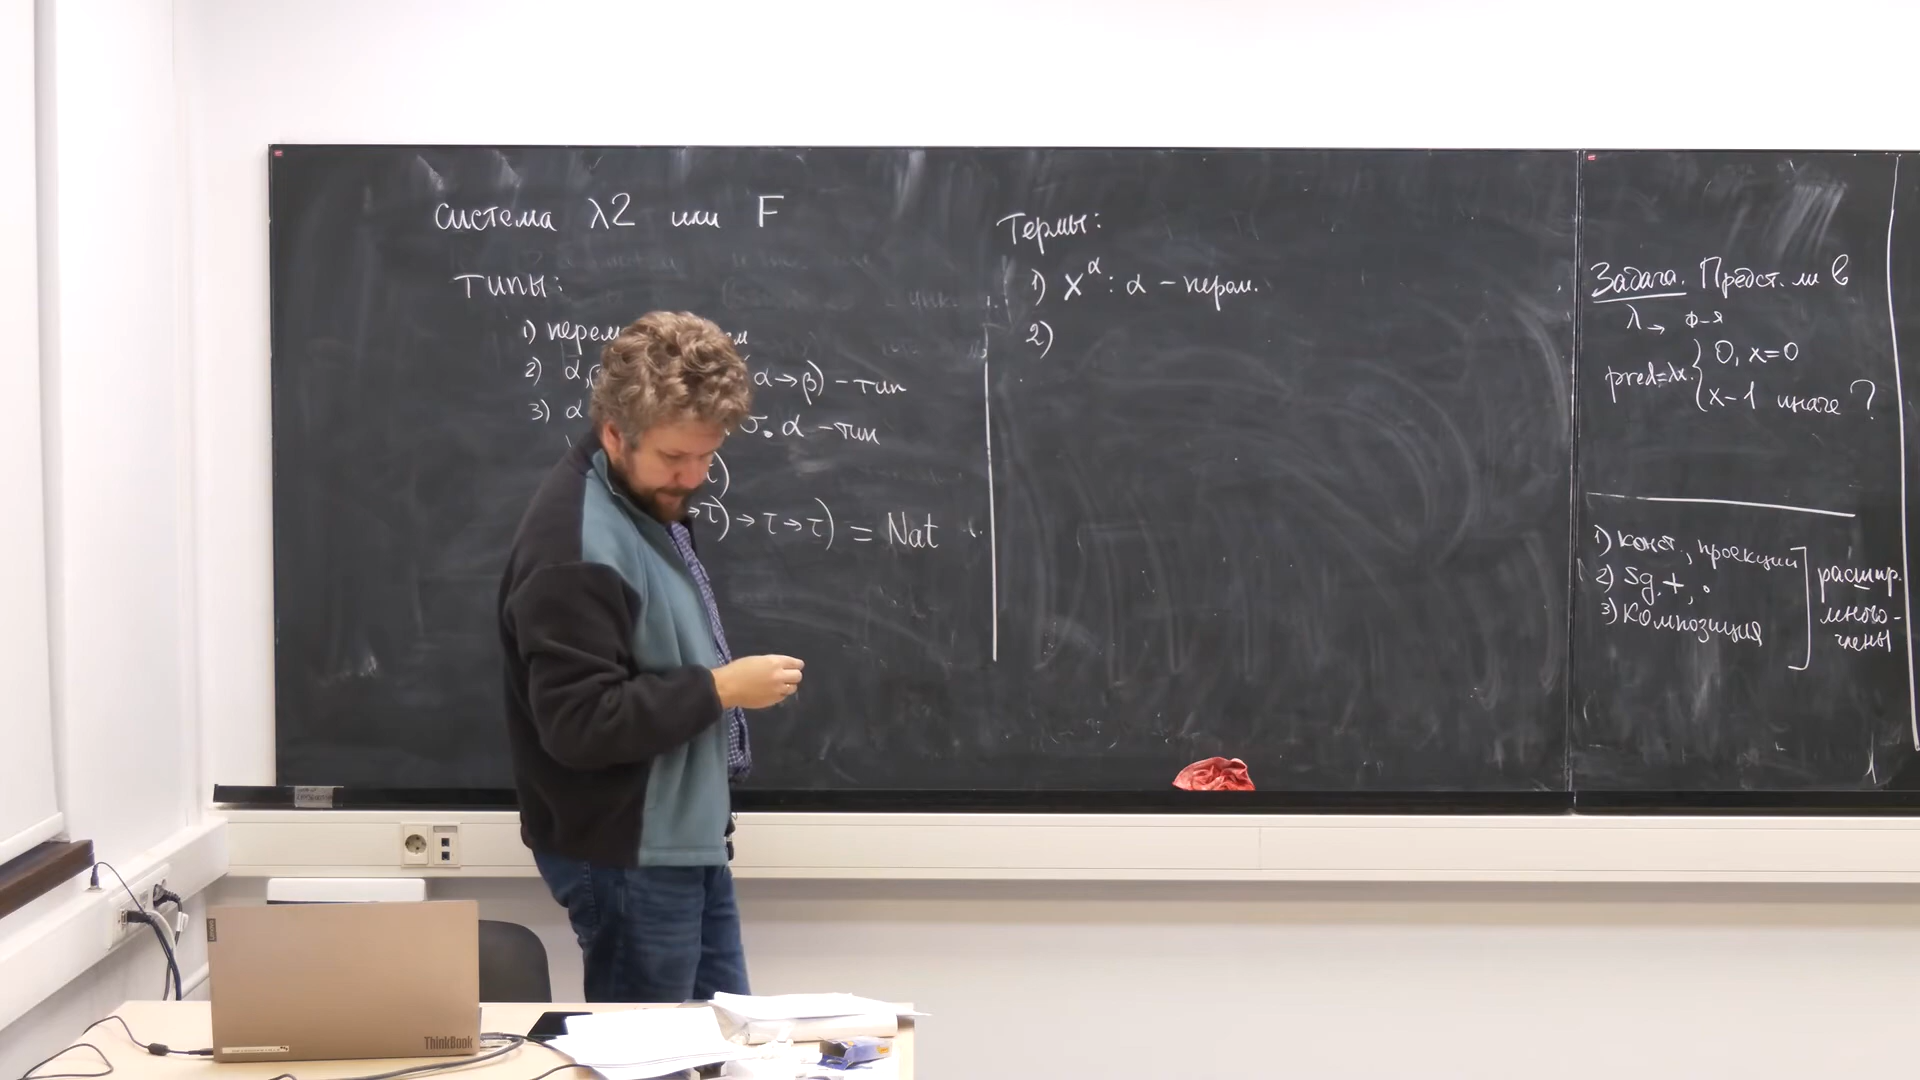 система λ2 или F
Типы:
1) перем
2) α, α→β) – тип
3) α σ. α – тип
τ)
→τ)→τ→τ) = Nat
Термы:
1) x^α : α – перем.
2)
Задача. Предст. ли в
λ→ ф-я
pred=λx. { 0, x=0
x-1 иначе ?
1) конст., проекции
2) Sg, +, •
3) Композиция
расшир.
много-
члены
ThinkBook
Lenovo